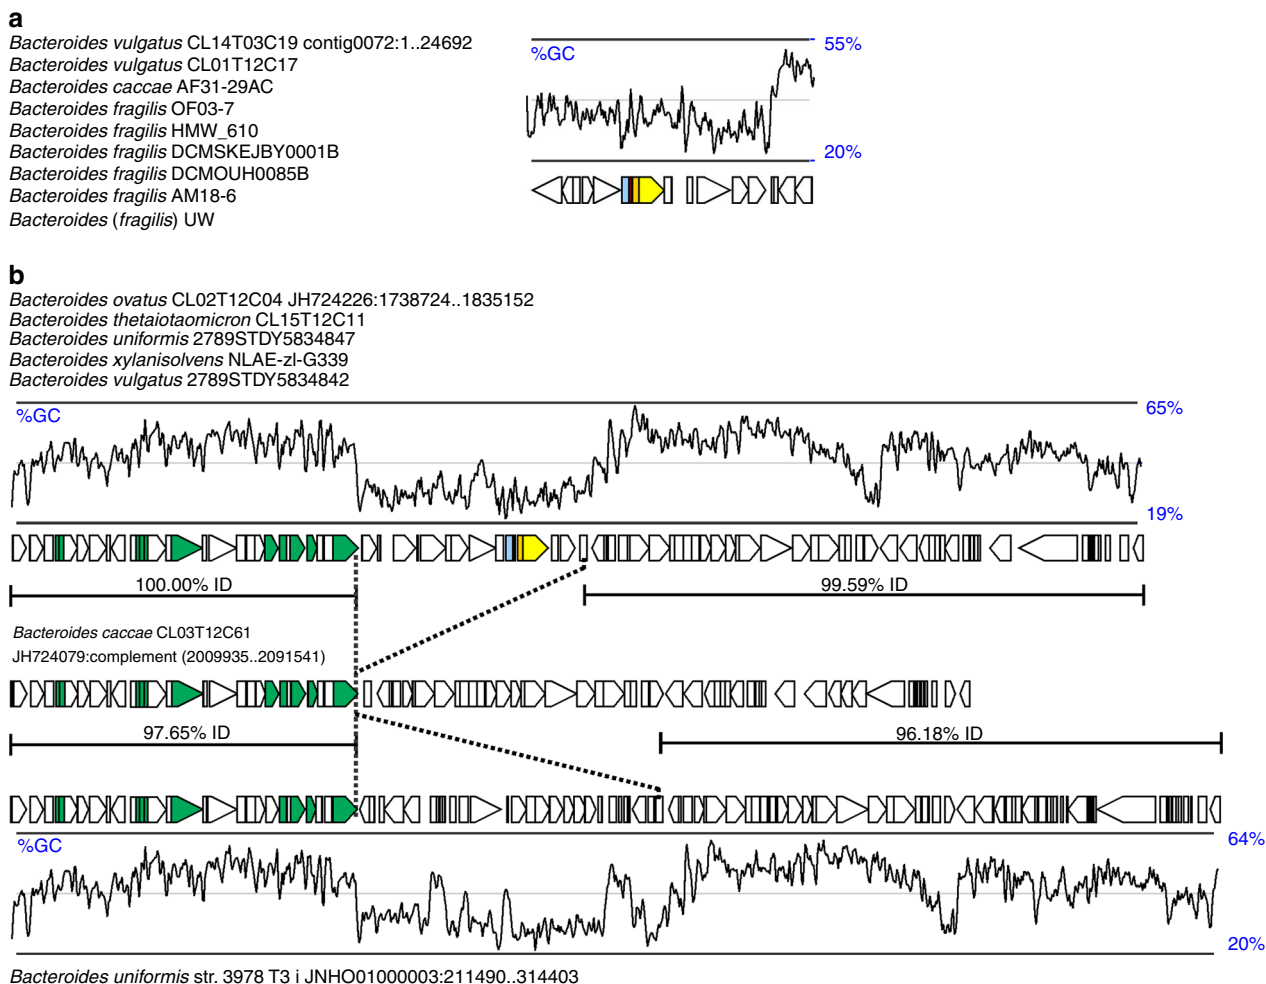 a
Bacteroides vulgatus CL14T03C19 contig0072:1..24692
Bacteroides vulgatus CL01T12C17
Bacteroides caccae AF31-29AC
Bacteroides fragilis OF03-7
Bacteroides fragilis HMW_610
Bacteroides fragilis DCMSKEJBY0001B
Bacteroides fragilis DCMOUH0085B
Bacteroides fragilis AM18-6
Bacteroides (fragilis) UW
%GC
55%
20%
b
Bacteroides ovatus CL02T12C04 JH724226:1738724..1835152
Bacteroides thetaiotaomicron CL15T12C11
Bacteroides uniformis 2789STDY5834847
Bacteroides xylanisolvens NLAE-zl-G339
Bacteroides vulgatus 2789STDY5834842
%GC
65%
19%
100.00% ID
99.59% ID
Bacteroides caccae CL03T12C61
JH724079:complement (2009935..2091541)
97.65% ID
96.18% ID
%GC
64%
20%
Bacteroides uniformis str. 3978 T3 i JNHO01000003:211490..314403